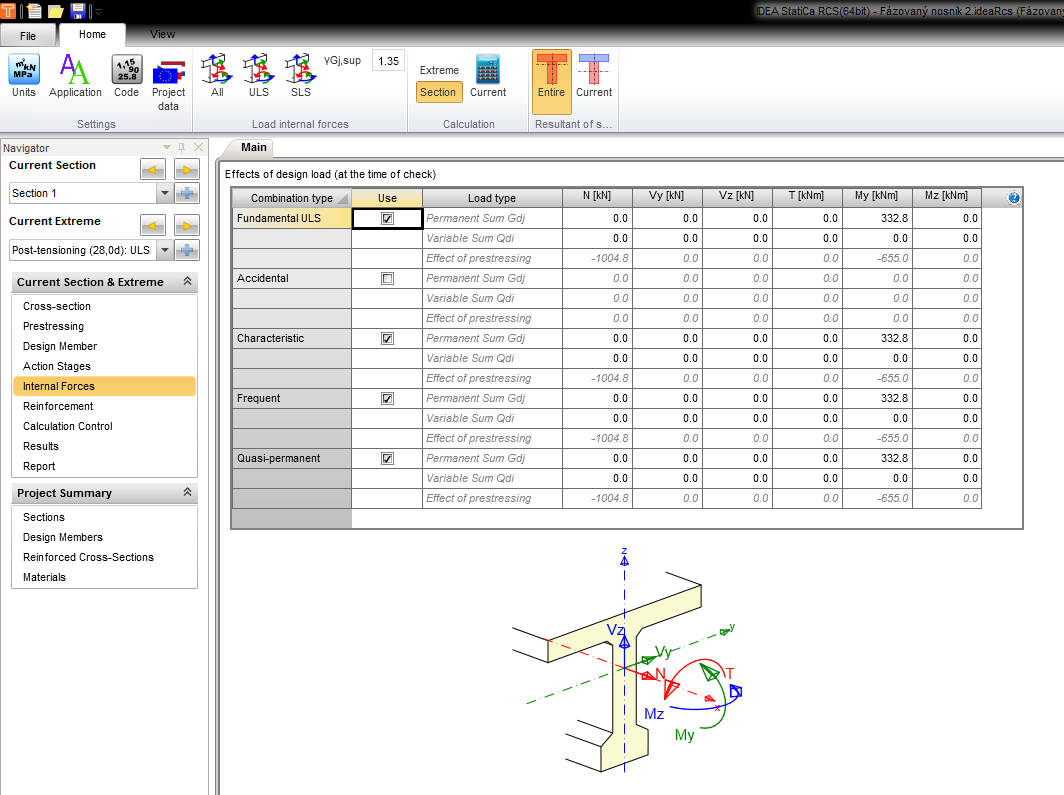 IDEA StatiCa RCS(64bit) - Fázovaný nosník 2.ideaRcs (Fázovaný
File Home View
m³ kN MPa
1,15 ,90 25.8
Units Application Code Project data
Settings
All ULS SLS
γGj,sup 1.35
Load internal forces
Extreme
Section Current
Calculation
Entire Current
Resultant of s...
Navigator
Current Section
Section 1
Current Extreme
Post-tensioning (28,0d): ULS
Current Section & Extreme
Cross-section
Prestressing
Design Member
Action Stages
Internal Forces
Reinforcement
Calculation Control
Results
Report
Project Summary
Sections
Design Members
Reinforced Cross-Sections
Materials
Main
Effects of design load (at the time of check)
Combination type Use Load type N [kN] Vy [kN] Vz [kN] T [kNm] My [kNm] Mz [kNm]
Fundamental ULS Permanent Sum Gdj 0.0 0.0 0.0 0.0 332.8 0.0
Variable Sum Qdi 0.0 0.0 0.0 0.0 0.0 0.0
Effect of prestressing -1004.8 0.0 0.0 0.0 -655.0 0.0
Accidental Permanent Sum Gdj 0.0 0.0 0.0 0.0 0.0 0.0
Variable Sum Qdi 0.0 0.0 0.0 0.0 0.0 0.0
Effect of prestressing 0.0 0.0 0.0 0.0 0.0 0.0
Characteristic Permanent Sum Gdj 0.0 0.0 0.0 0.0 332.8 0.0
Variable Sum Qdi 0.0 0.0 0.0 0.0 0.0 0.0
Effect of prestressing -1004.8 0.0 0.0 0.0 -655.0 0.0
Frequent Permanent Sum Gdj 0.0 0.0 0.0 0.0 332.8 0.0
Variable Sum Qdi 0.0 0.0 0.0 0.0 0.0 0.0
Effect of prestressing -1004.8 0.0 0.0 0.0 -655.0 0.0
Quasi-permanent Permanent Sum Gdj 0.0 0.0 0.0 0.0 332.8 0.0
Variable Sum Qdi 0.0 0.0 0.0 0.0 0.0 0.0
Effect of prestressing -1004.8 0.0 0.0 0.0 -655.0 0.0
z
Vz
y
Vy
N
T
x
Mz
My